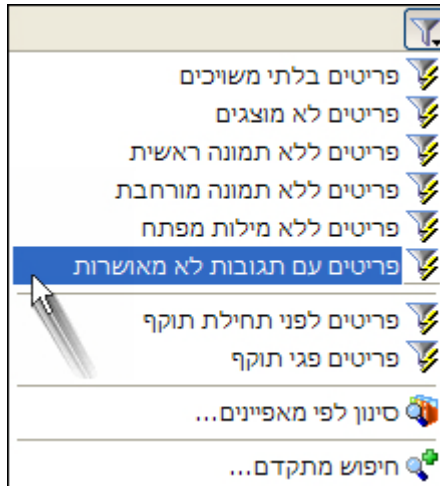 פריטים בלתי משויכים
פריטים לא מוצגים
פריטים ללא תמונה ראשית
פריטים ללא תמונה מורחבת
פריטים ללא מילות מפתח
פריטים עם תגובות לא מאושרות
פריטים לפני תחילת תוקף
פריטים פגי תוקף
סינון לפי מאפיינים...
חיפוש מתקדם...